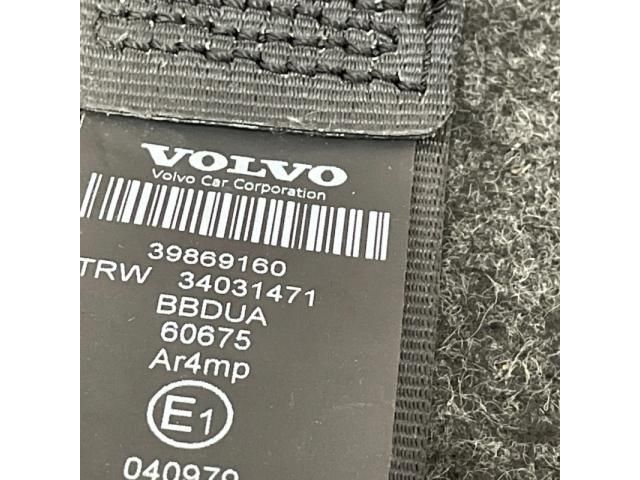 VOLVO
Volvo Car Corporation
39869160
TRW 34031471
BBDUA
60675
Ar4mp
E1
040979